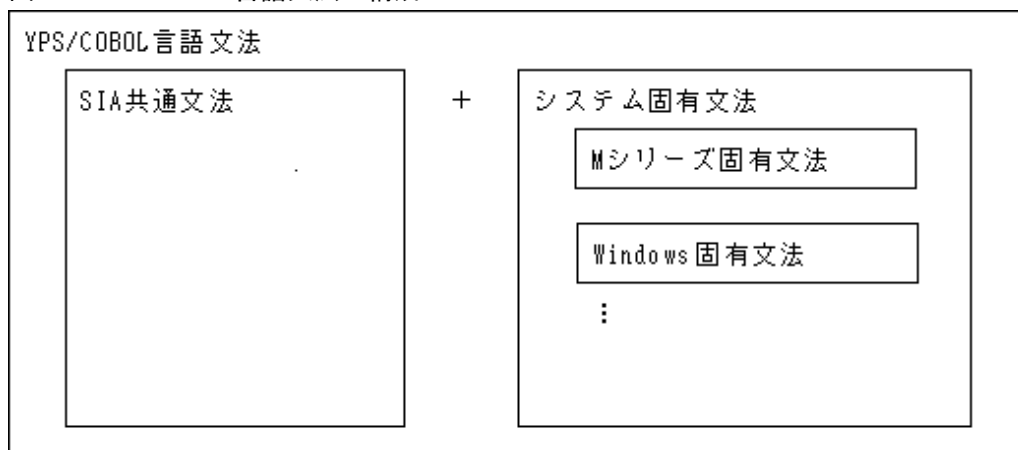 YPS/COBOL言語文法
SIA共通文法
+
システム固有文法
Mシリーズ固有文法
Windows固有文法
⋮